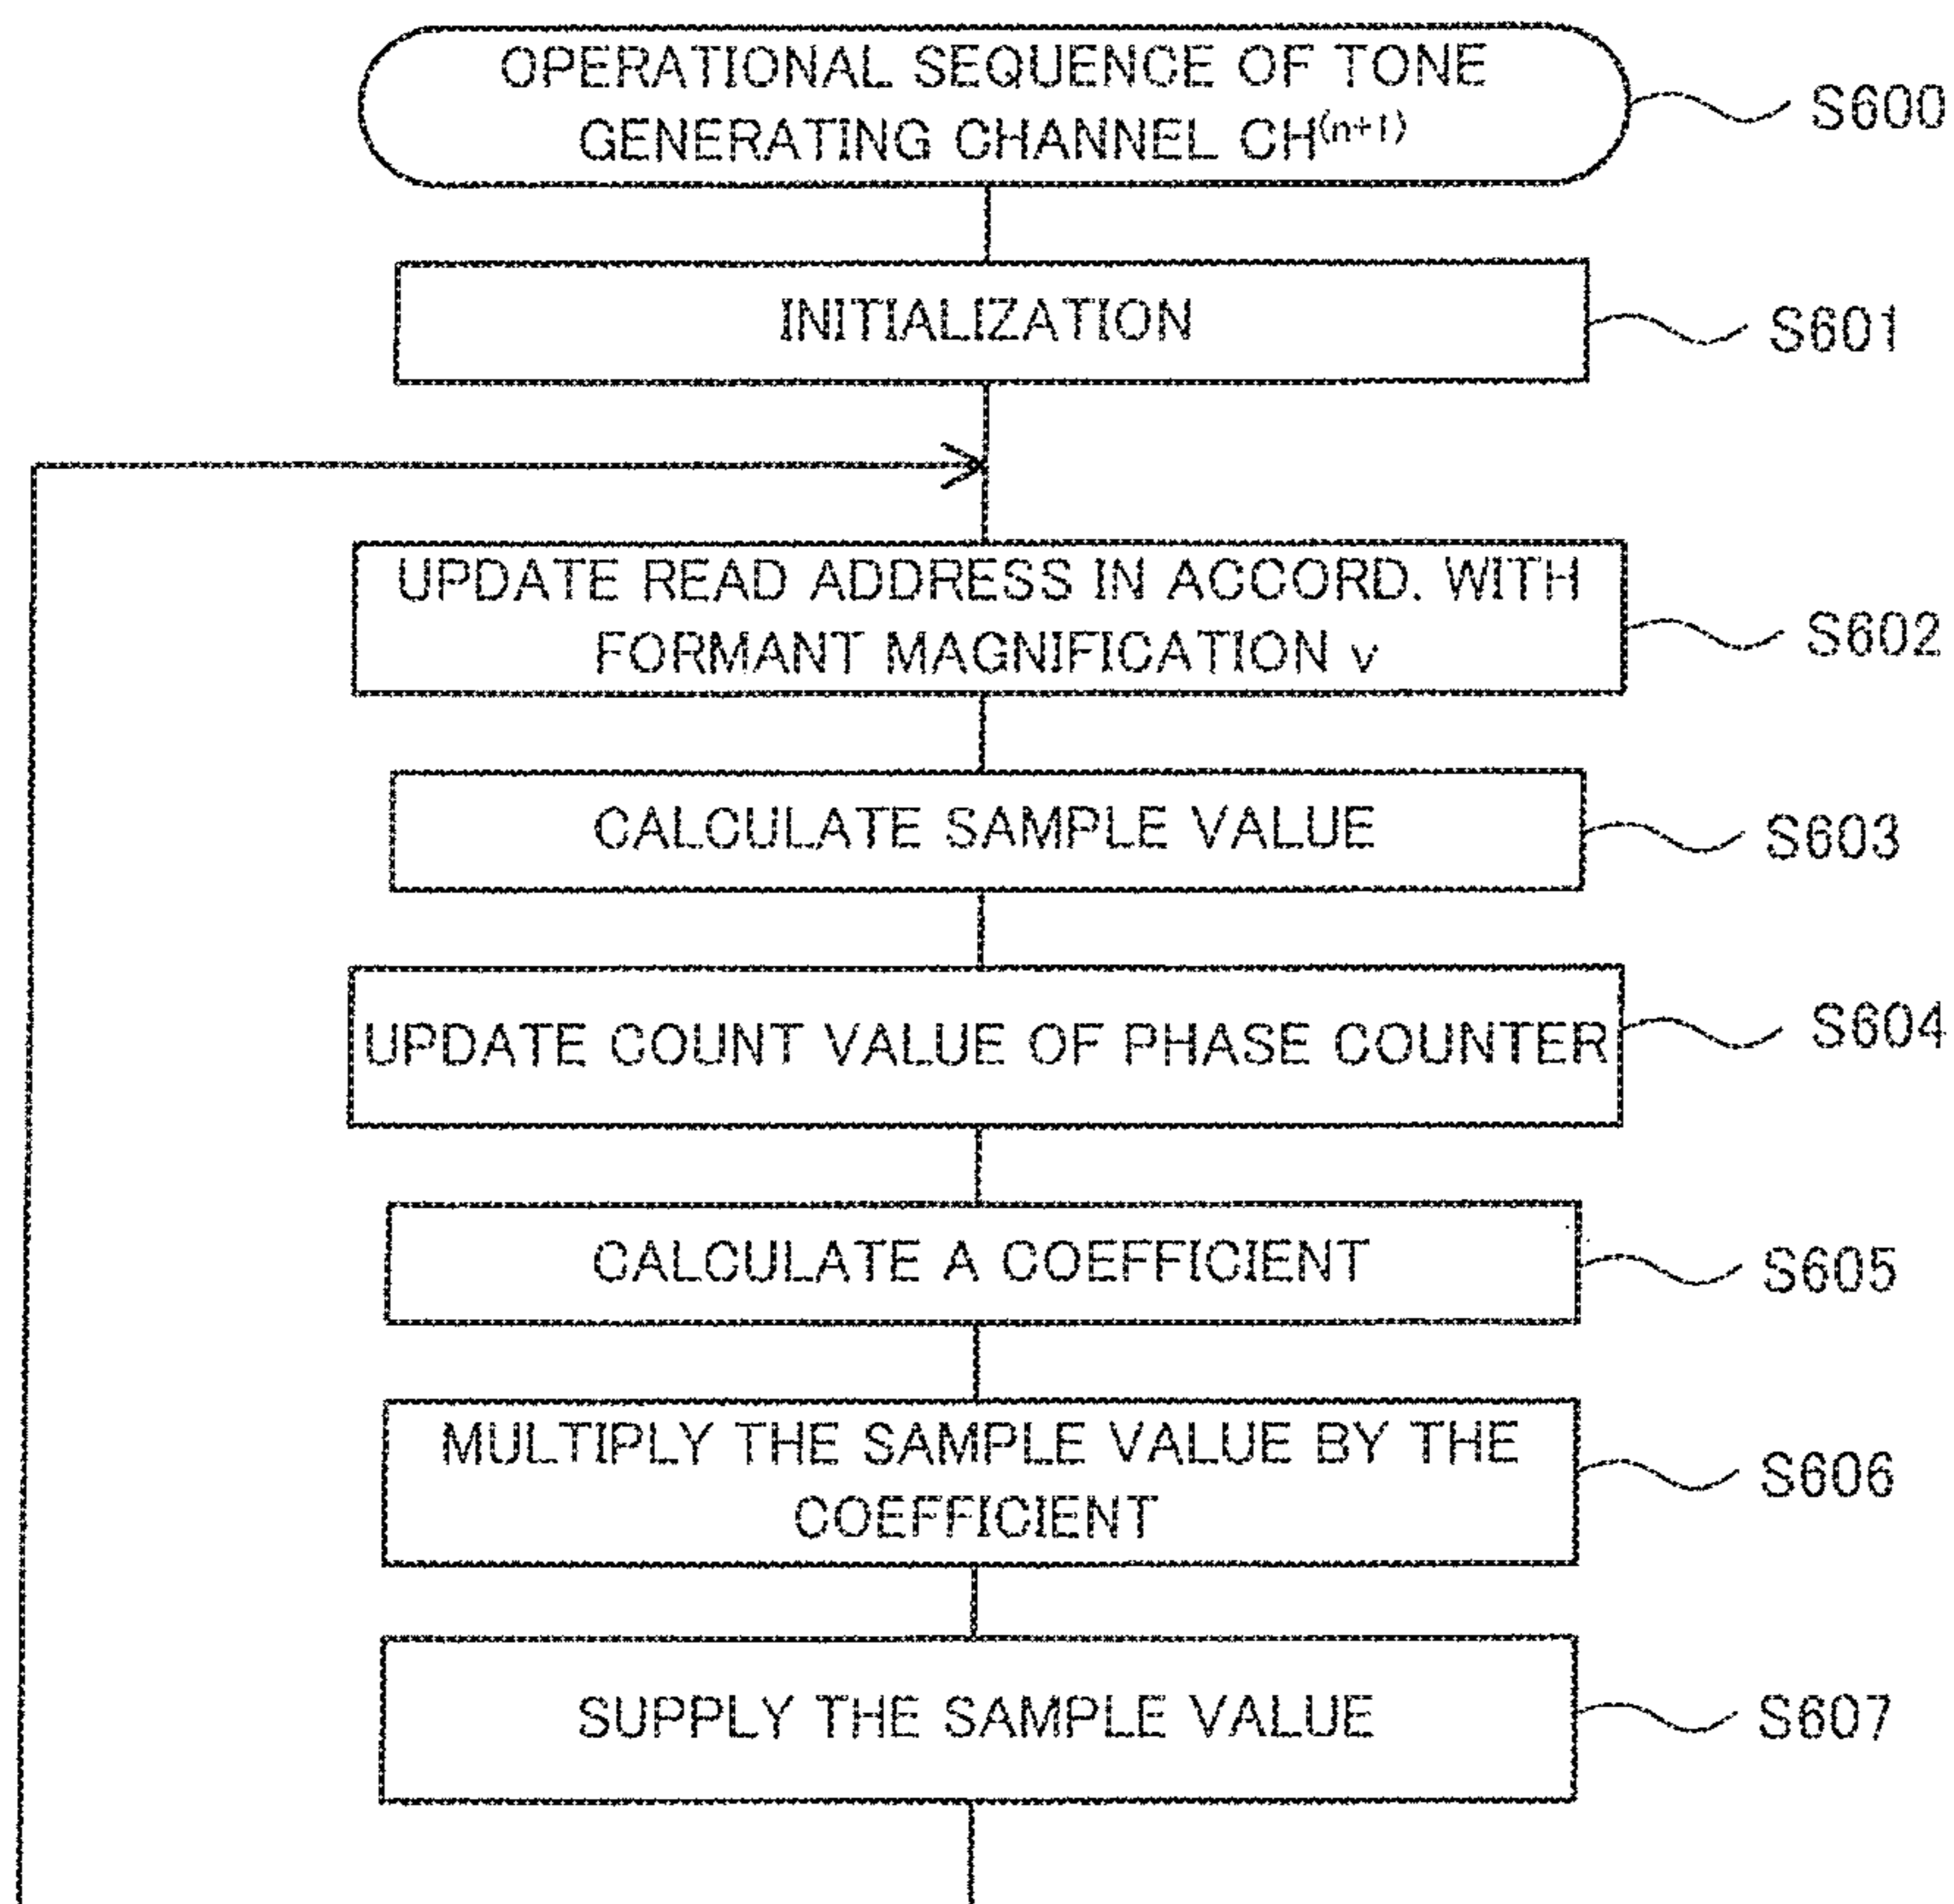 OPERATIONAL SEQUENCE OF TONE
GENERATING CHANNEL CH(n+1)
S600
INITIALIZATION
S601
UPDATE READ ADDRESS IN ACCORD. WITH
FORMANT MAGNIFICATION v
S602
CALCULATE SAMPLE VALUE
S603
UPDATE COUNT VALUE OF PHASE COUNTER
S604
CALCULATE A COEFFICIENT
S605
MULTIPLY THE SAMPLE VALUE BY THE
COEFFICIENT
S606
SUPPLY THE SAMPLE VALUE
S607